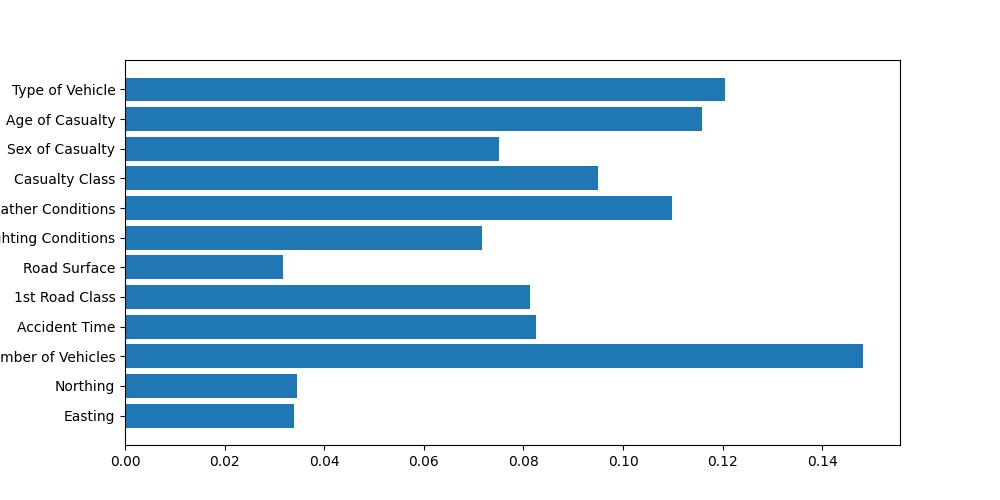 Type of Vehicle
Age of Casualty
Sex of Casualty
Casualty Class
ather Conditions
hting Conditions
Road Surface
1st Road Class
Accident Time
mber of Vehicles
Northing
Easting
0.00 0.02 0.04 0.06 0.08 0.10 0.12 0.14